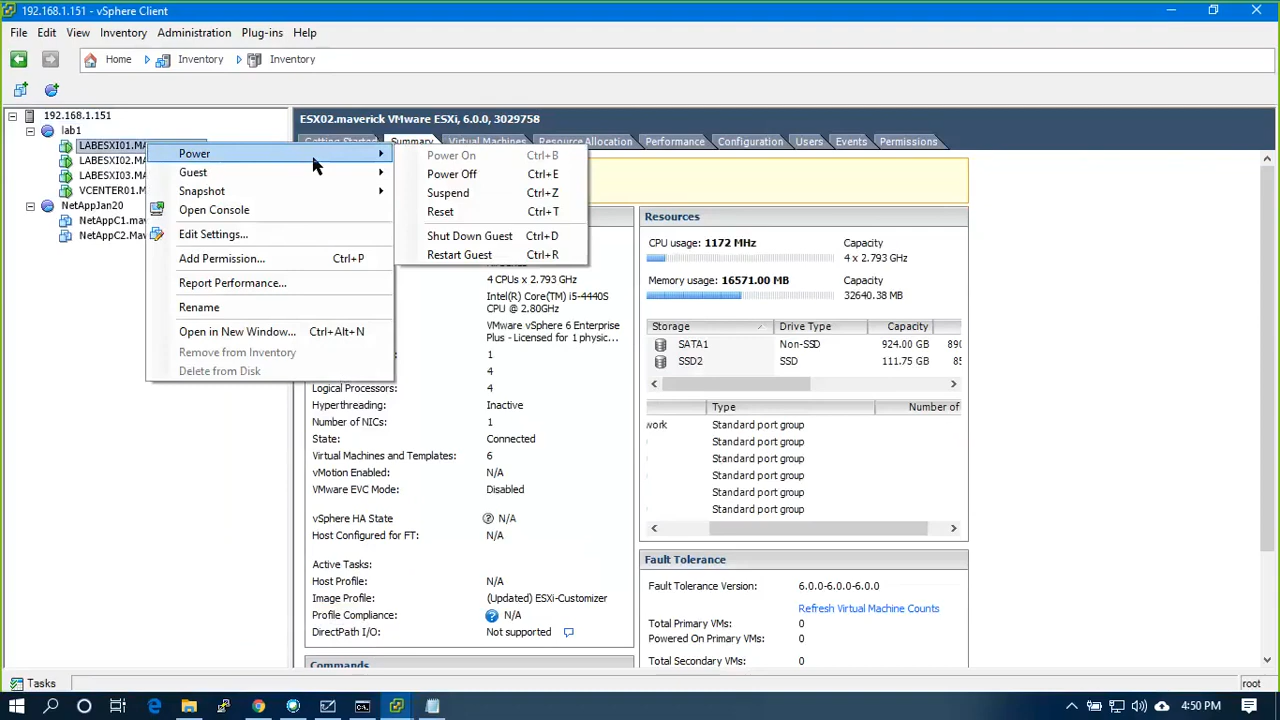 192.168.1.151 - vSphere Client
File Edit View Inventory Administration Plug-ins Help
Home Inventory Inventory
192.168.1.151
lab1
LABESXI01.MA
LABESXI02.MA
LABESXI03.M
VCENTER01.M
NetAppJan20
NetAppC1.mav
NetAppC2.Mav
Power
Guest
Snapshot
Open Console
Edit Settings...
Add Permission... Ctrl+P
Report Performance...
Rename
Open in New Window... Ctrl+Alt+N
Remove from Inventory
Delete from Disk
Power On Ctrl+B
Power Off Ctrl+E
Suspend Ctrl+Z
Reset Ctrl+T
Shut Down Guest Ctrl+D
Restart Guest Ctrl+R
ESX02.maverick VMware ESXi, 6.0.0, 3029758
Getting Started Summary Virtual Machines Resource Allocation Performance Configuration Users Events Permissions
4 CPUs x 2.793 GHz
Intel(R) Core(TM) i5-4440S
CPU @ 2.80GHz
VMware vSphere 6 Enterprise
Plus - Licensed for 1 physic...
1
4
Logical Processors: 4
Hyperthreading: Inactive
Number of NICs: 1
State: Connected
Virtual Machines and Templates: 6
vMotion Enabled: N/A
VMware EVC Mode: Disabled
vSphere HA State N/A
Host Configured for FT: N/A
Active Tasks:
Host Profile: N/A
Image Profile: (Updated) ESXi-Customizer
Profile Compliance: N/A
DirectPath I/O: Not supported
Commands
Resources
CPU usage: 1172 MHz Capacity
4 x 2.793 GHz
Memory usage: 16571.00 MB Capacity
32640.38 MB
Storage Drive Type Capacity
SATA1 Non-SSD 924.00 GB 890
SSD2 SSD 111.75 GB 85
Type Number of
work Standard port group
Standard port group
Standard port group
Standard port group
Standard port group
Standard port group
Fault Tolerance
Fault Tolerance Version: 6.0.0-6.0.0-6.0.0
Refresh Virtual Machine Counts
Total Primary VMs: 0
Powered On Primary VMs: 0
Total Secondary VMs: 0
Tasks root
4:50 PM